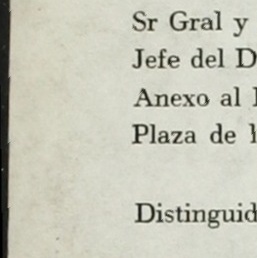 Sr Gral y
Jefe del D
Anexo al
Plaza de
Distinguid